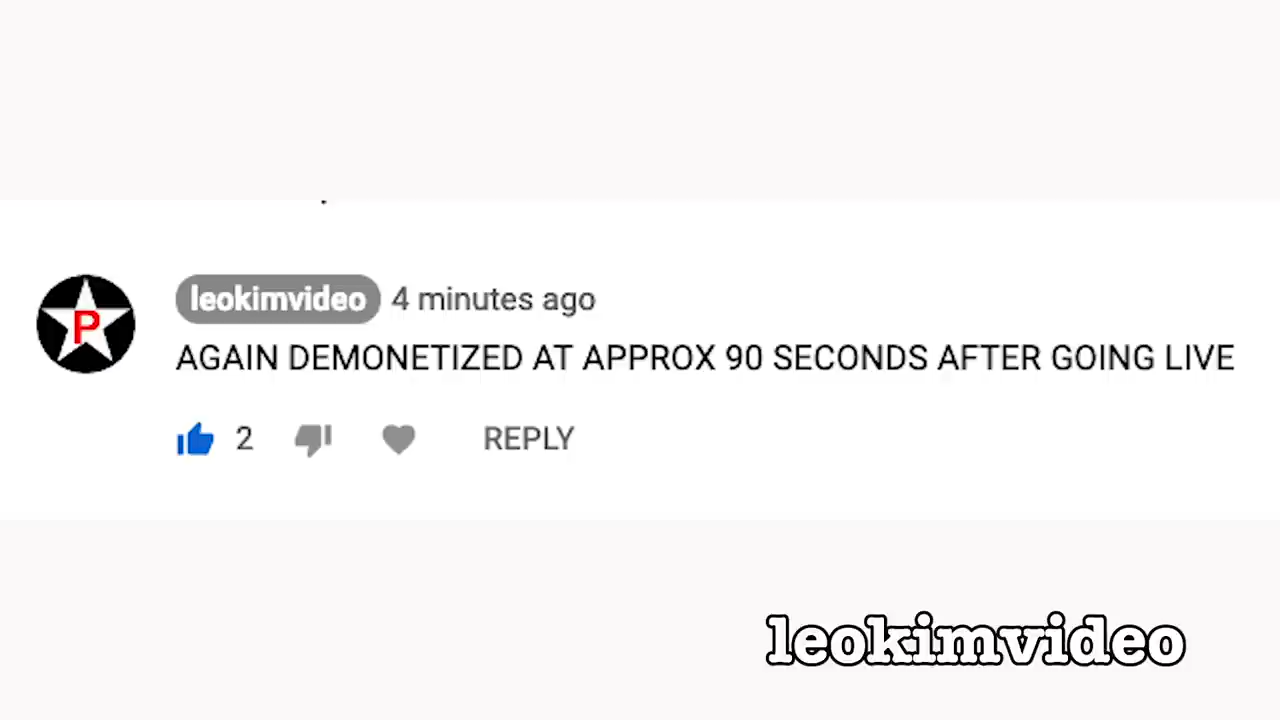 P
leokimvideo 4 minutes ago
AGAIN DEMONETIZED AT APPROX 90 SECONDS AFTER GOING LIVE
2 REPLY
leokimvideo